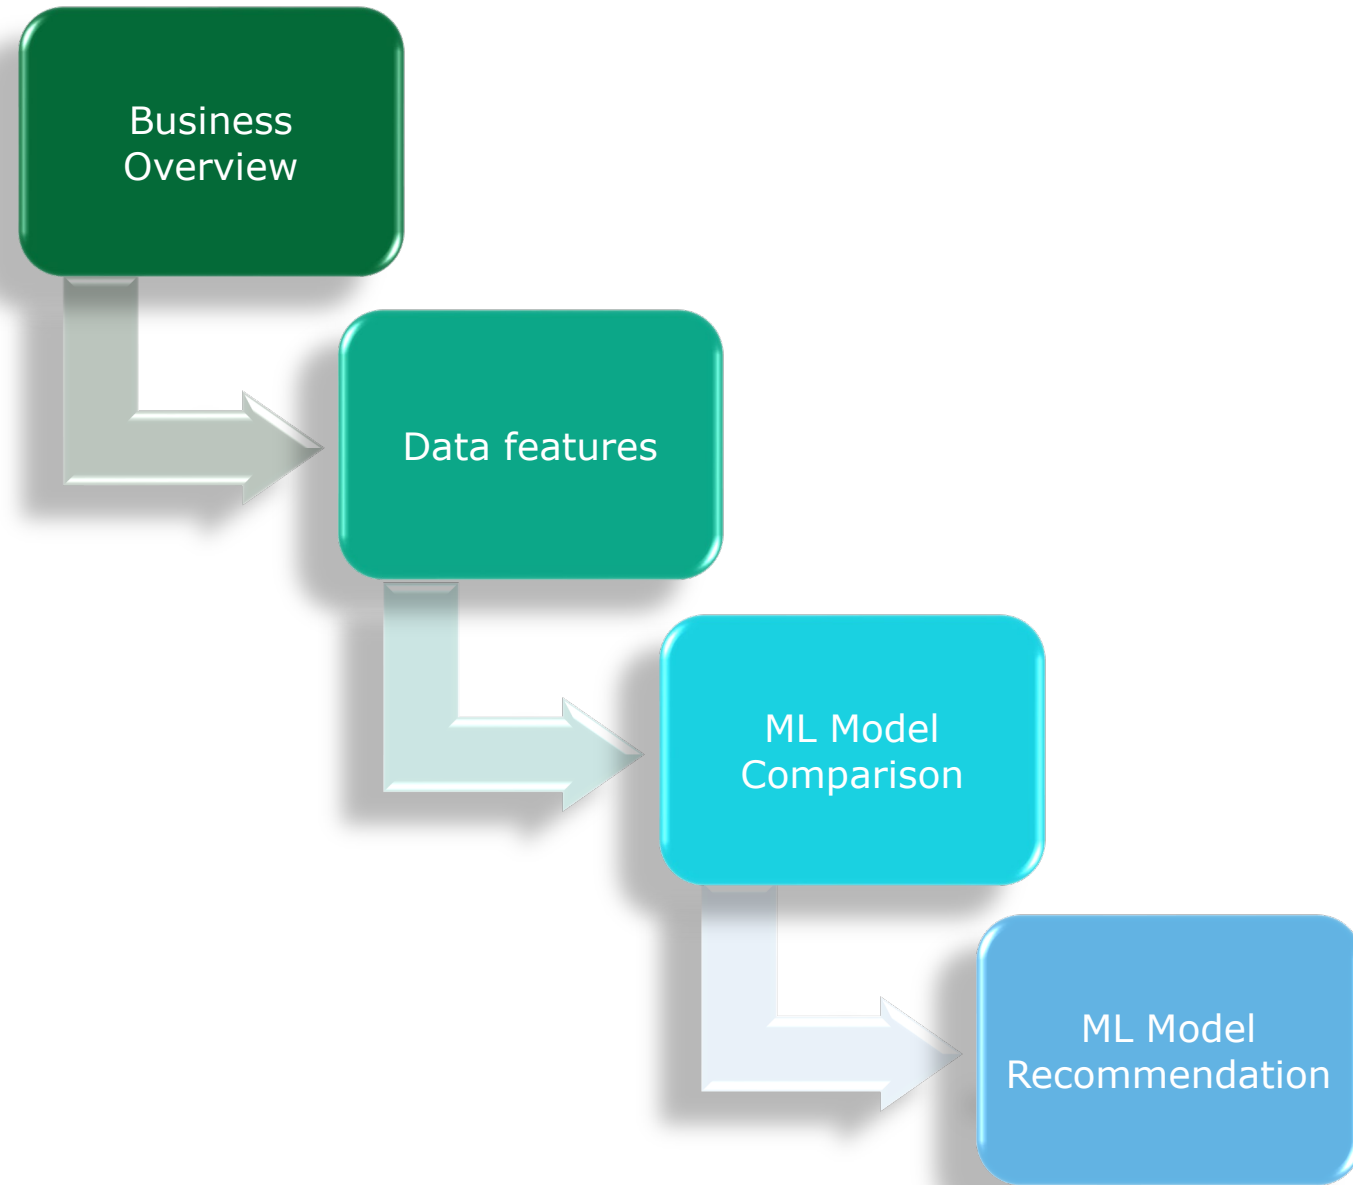 Business
Overview
Data features
ML Model
Comparison
ML Model
Recommendation